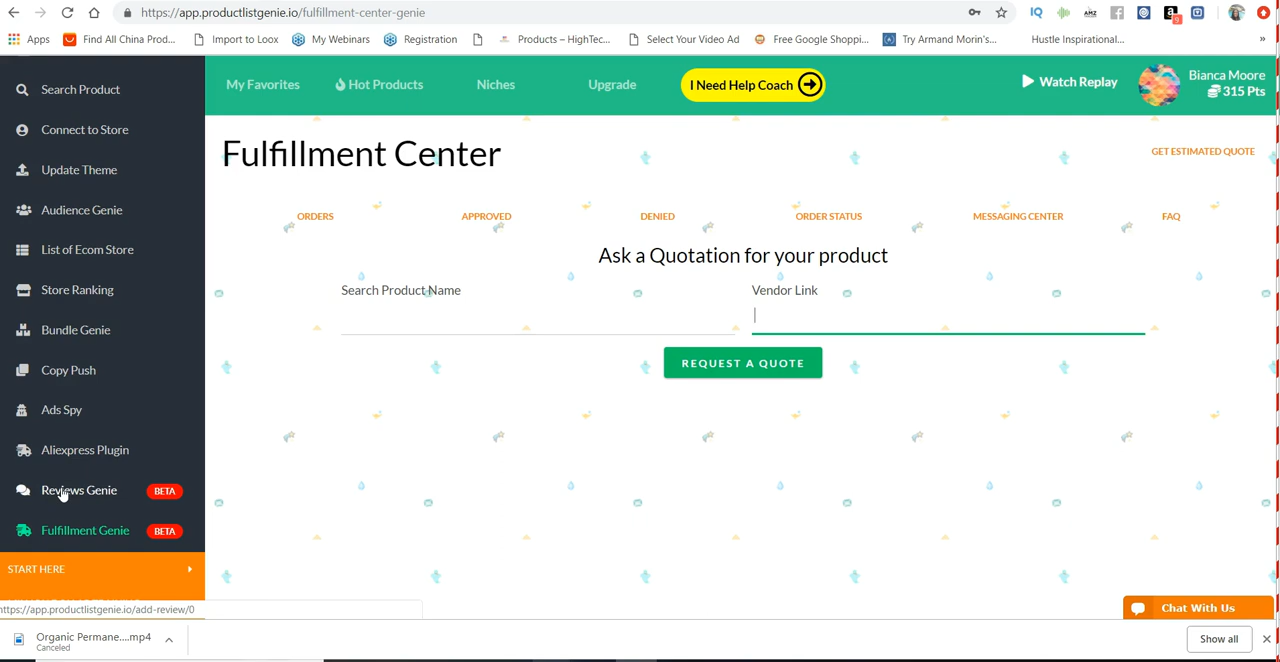 https://app.productlistgenie.io/fulfillment-center-genie
IQ
AMZ
9
Apps
Find All China Prod...
Import to Loox
My Webinars
Registration
Products – HighTec...
Select Your Video Ad
Free Google Shoppi...
Try Armand Morin's...
Hustle Inspirational...
»
Search Product
Connect to Store
Update Theme
Audience Genie
List of Ecom Store
Store Ranking
Bundle Genie
Copy Push
Ads Spy
Aliexpress Plugin
Reviews Genie BETA
Fulfillment Genie BETA
START HERE
My Favorites
Hot Products
Niches
Upgrade
I Need Help Coach
Watch Replay
Bianca Moore
315 Pts
Fulfillment Center
GET ESTIMATED QUOTE
ORDERS
APPROVED
DENIED
ORDER STATUS
MESSAGING CENTER
FAQ
Ask a Quotation for your product
Search Product Name
Vendor Link
REQUEST A QUOTE
Chat With Us
https://app.productlistgenie.io/add-review/0
Organic Permane....mp4
Canceled
Show all